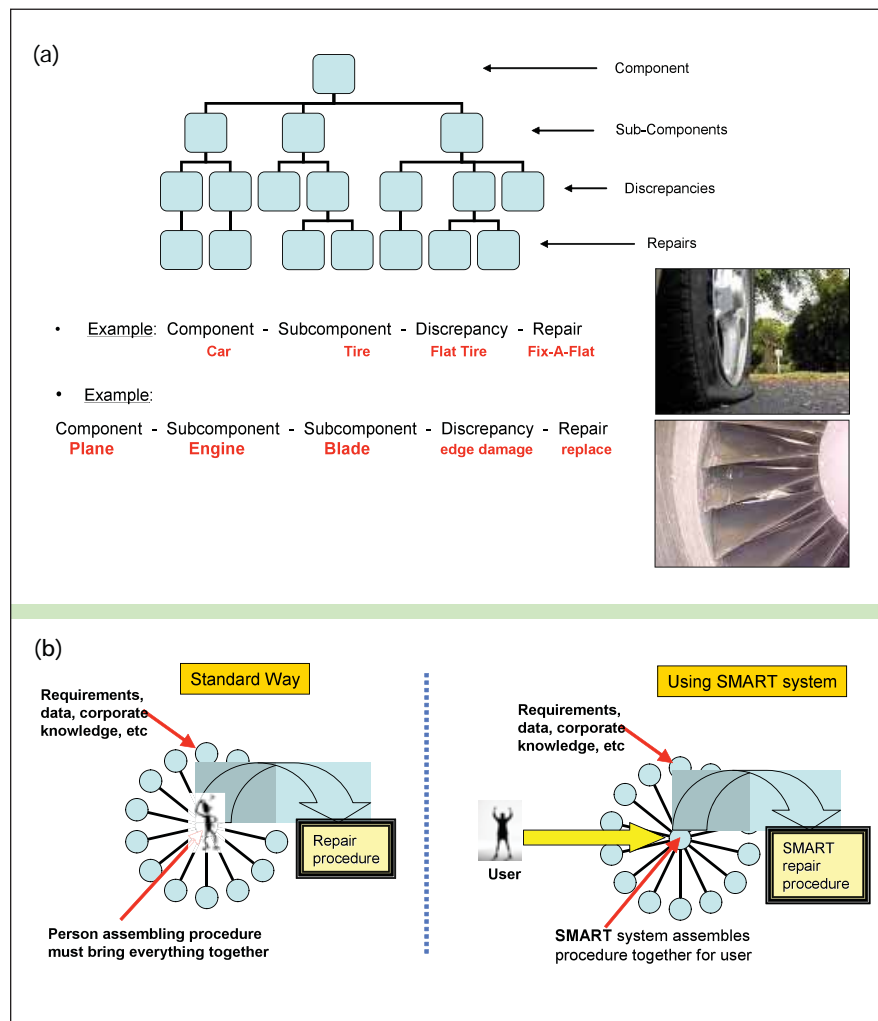 (a)
Component
Sub-Components
Discrepancies
Repairs
• Example: Component - Subcomponent - Discrepancy - Repair
Car Tire Flat Tire Fix-A-Flat
• Example:
Component - Subcomponent - Subcomponent - Discrepancy - Repair
Plane Engine Blade edge damage replace
(b)
Standard Way
Requirements,
data, corporate
knowledge, etc
Repair
procedure
Person assembling procedure
must bring everything together
Using SMART system
Requirements,
data, corporate
knowledge, etc
User
SMART
repair
procedure
SMART system assembles
procedure together for user